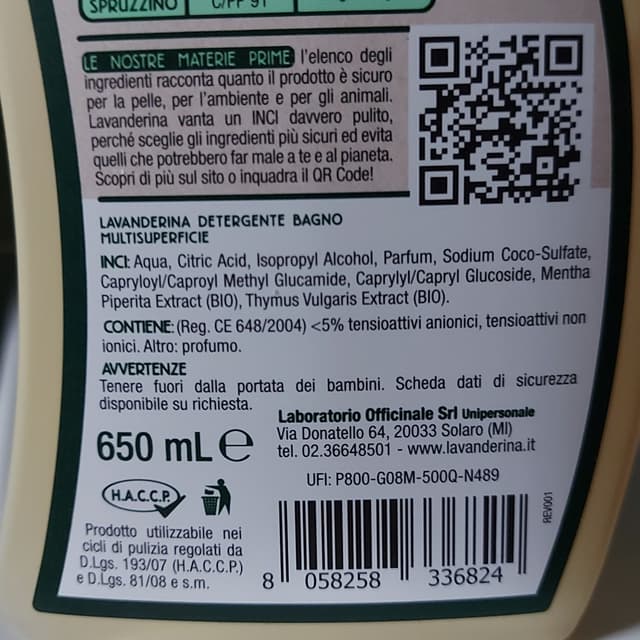 SPRUZZINO C/PP 91
LE NOSTRE MATERIE PRIME l'elenco degli
ingredienti racconta quanto il prodotto è sicuro
per la pelle, per l'ambiente e per gli animali.
Lavanderina vanta un INCI davvero pulito,
perché sceglie gli ingredienti più sicuri ed evita
quelli che potrebbero far male a te e al pianeta.
Scopri di più sul sito o inquadra il QR Code!
LAVANDERINA DETERGENTE BAGNO
MULTISUPERFICIE
INCI: Aqua, Citric Acid, Isopropyl Alcohol, Parfum, Sodium Coco-Sulfate,
Capryloyl/Caproyl Methyl Glucamide, Caprylyl/Capryl Glucoside, Mentha
Piperita Extract (BIO), Thymus Vulgaris Extract (BIO).
CONTIENE: (Reg. CE 648/2004) <5% tensioattivi anionici, tensioattivi non
ionici. Altro: profumo.
AVVERTENZE
Tenere fuori dalla portata dei bambini. Scheda dati di sicurezza
disponibile su richiesta.
650 mL e
Laboratorio Officinale Srl Unipersonale
Via Donatello 64, 20033 Solaro (MI)
tel. 02.36648501 - www.lavanderina.it
UFI: P800-G08M-500Q-N489
H.A.C.C.P.
Prodotto utilizzabile nei
cicli di pulizia regolati da
D.Lgs. 193/07 (H.A.C.C.P.)
e D.Lgs. 81/08 e s.m.
8 058258 336824
REV001